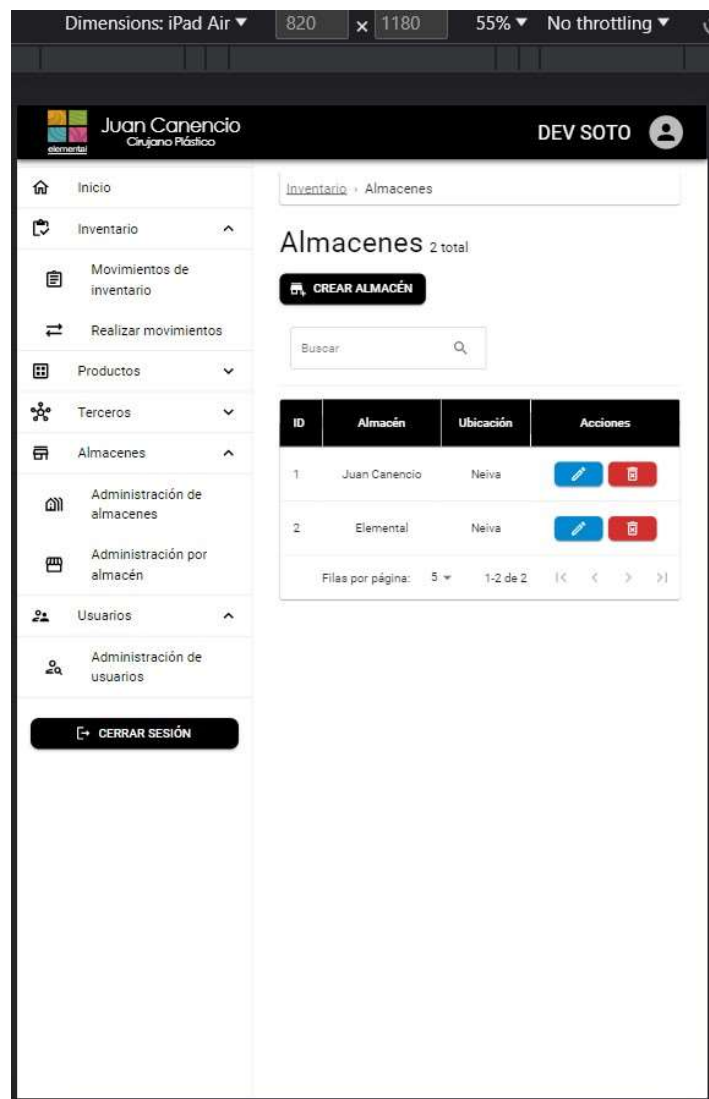 Dimensions: iPad Air 820 x 1180 55% No throttling
Juan Canencio
Cirujano Plástico
elemental
DEV SOTO
Inicio
Inventario
Movimientos de
inventario
Realizar movimientos
Productos
Terceros
Almacenes
Administración de
almacenes
Administración por
almacén
Usuarios
Administración de
usuarios
CERRAR SESIÓN
Inventario › Almacenes
Almacenes 2 total
CREAR ALMACÉN
Buscar
ID Almacén Ubicación Acciones
1 Juan Canencio Neiva
2 Elemental Neiva
Filas por página: 5 1-2 de 2